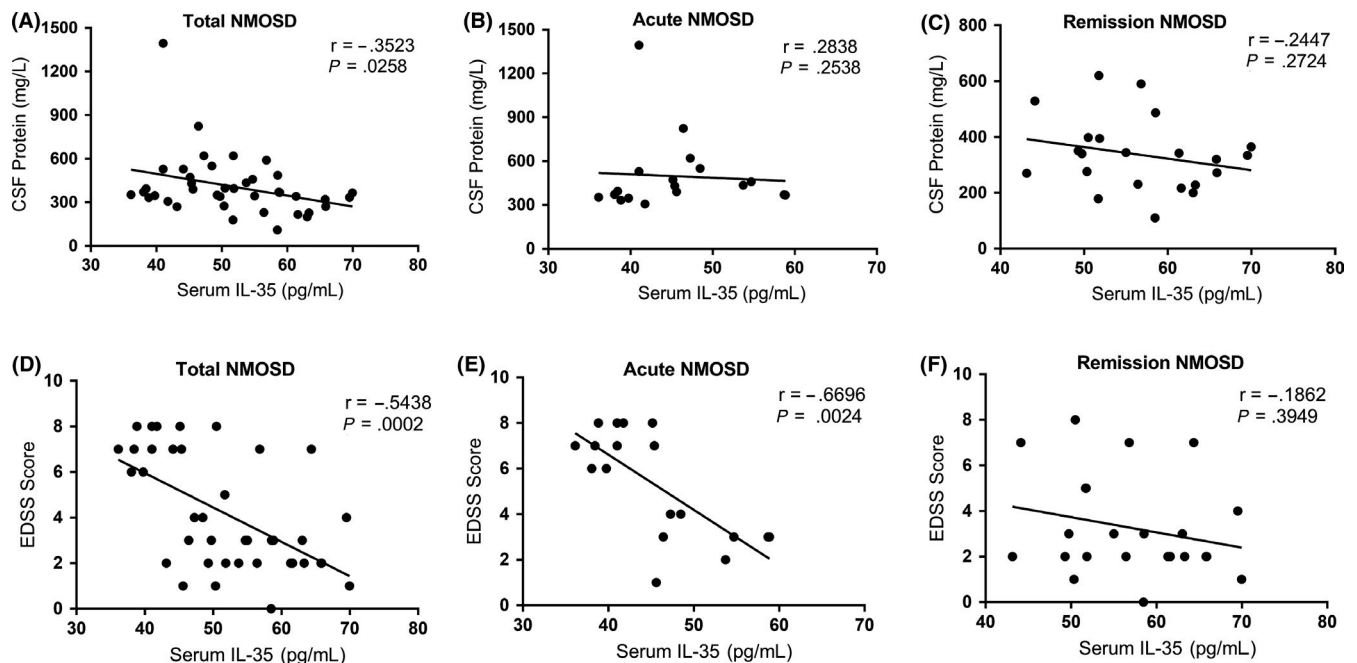 (A)
Total NMOSD
r = –.3523
P = .0258
CSF Protein (mg/L)
1500
1200
900
600
300
0
30 40 50 60 70 80
Serum IL-35 (pg/mL)
(B)
Acute NMOSD
r = .2838
P = .2538
CSF Protein (mg/L)
1500
1200
900
600
300
0
30 40 50 60 70
Serum IL-35 (pg/mL)
(C)
Remission NMOSD
r = –.2447
P = .2724
CSF Protein (mg/L)
800
600
400
200
0
40 50 60 70 80
Serum IL-35 (pg/mL)
(D)
Total NMOSD
r = –.5438
P = .0002
EDSS Score
10
8
6
4
2
0
30 40 50 60 70 80
Serum IL-35 (pg/mL)
(E)
Acute NMOSD
r = –.6696
P = .0024
EDSS Score
10
8
6
4
2
0
30 40 50 60 70
Serum IL-35 (pg/mL)
(F)
Remission NMOSD
r = –.1862
P = .3949
EDSS Score
10
8
6
4
2
0
40 50 60 70 80
Serum IL-35 (pg/mL)